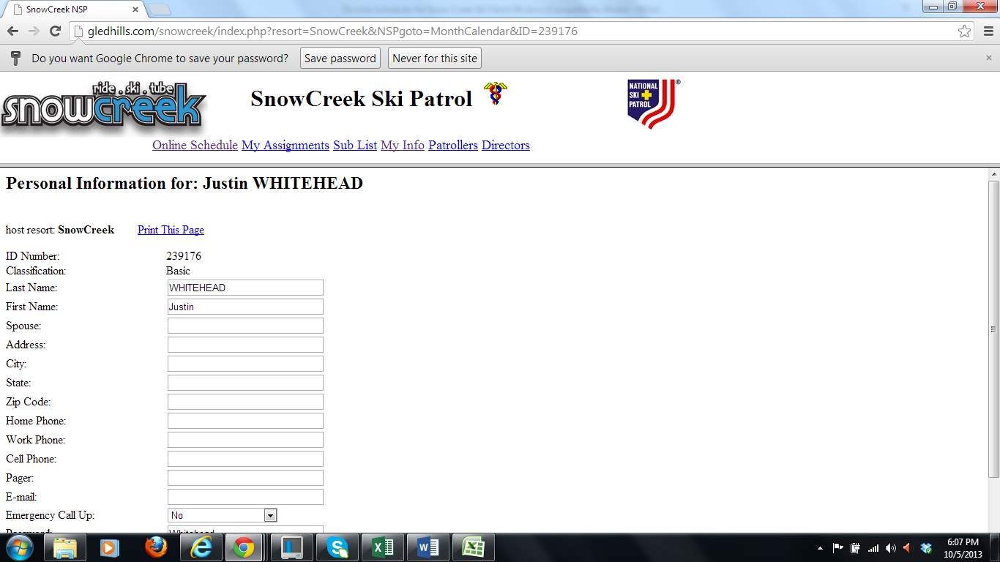 SnowCreek NSP
gledhills.com/snowcreek/index.php?resort=SnowCreek&NSPgoto=MonthCalendar&ID=239176
Do you want Google Chrome to save your password? Save password Never for this site
ride.ski.tube
snowcreek
SnowCreek Ski Patrol
NATIONAL
SKI
PATROL
®
Online Schedule My Assignments Sub List My Info Patrollers Directors
Personal Information for: Justin WHITEHEAD
host resort: SnowCreek Print This Page
ID Number: 239176
Classification: Basic
Last Name: WHITEHEAD
First Name: Justin
Spouse:
Address:
City:
State:
Zip Code:
Home Phone:
Work Phone:
Cell Phone:
Pager:
E-mail:
Emergency Call Up: No
Password: Whitehead
6:07 PM
10/5/2013